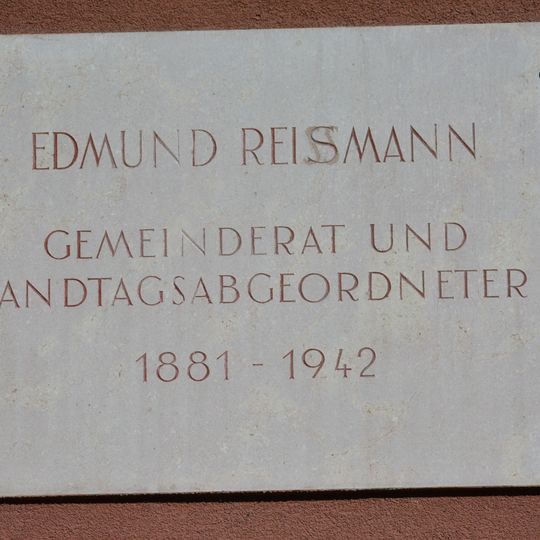 EDMUND REISMANN
GEMEINDERAT UND
ANDTAGSABGEORDNETER
1881 - 1942